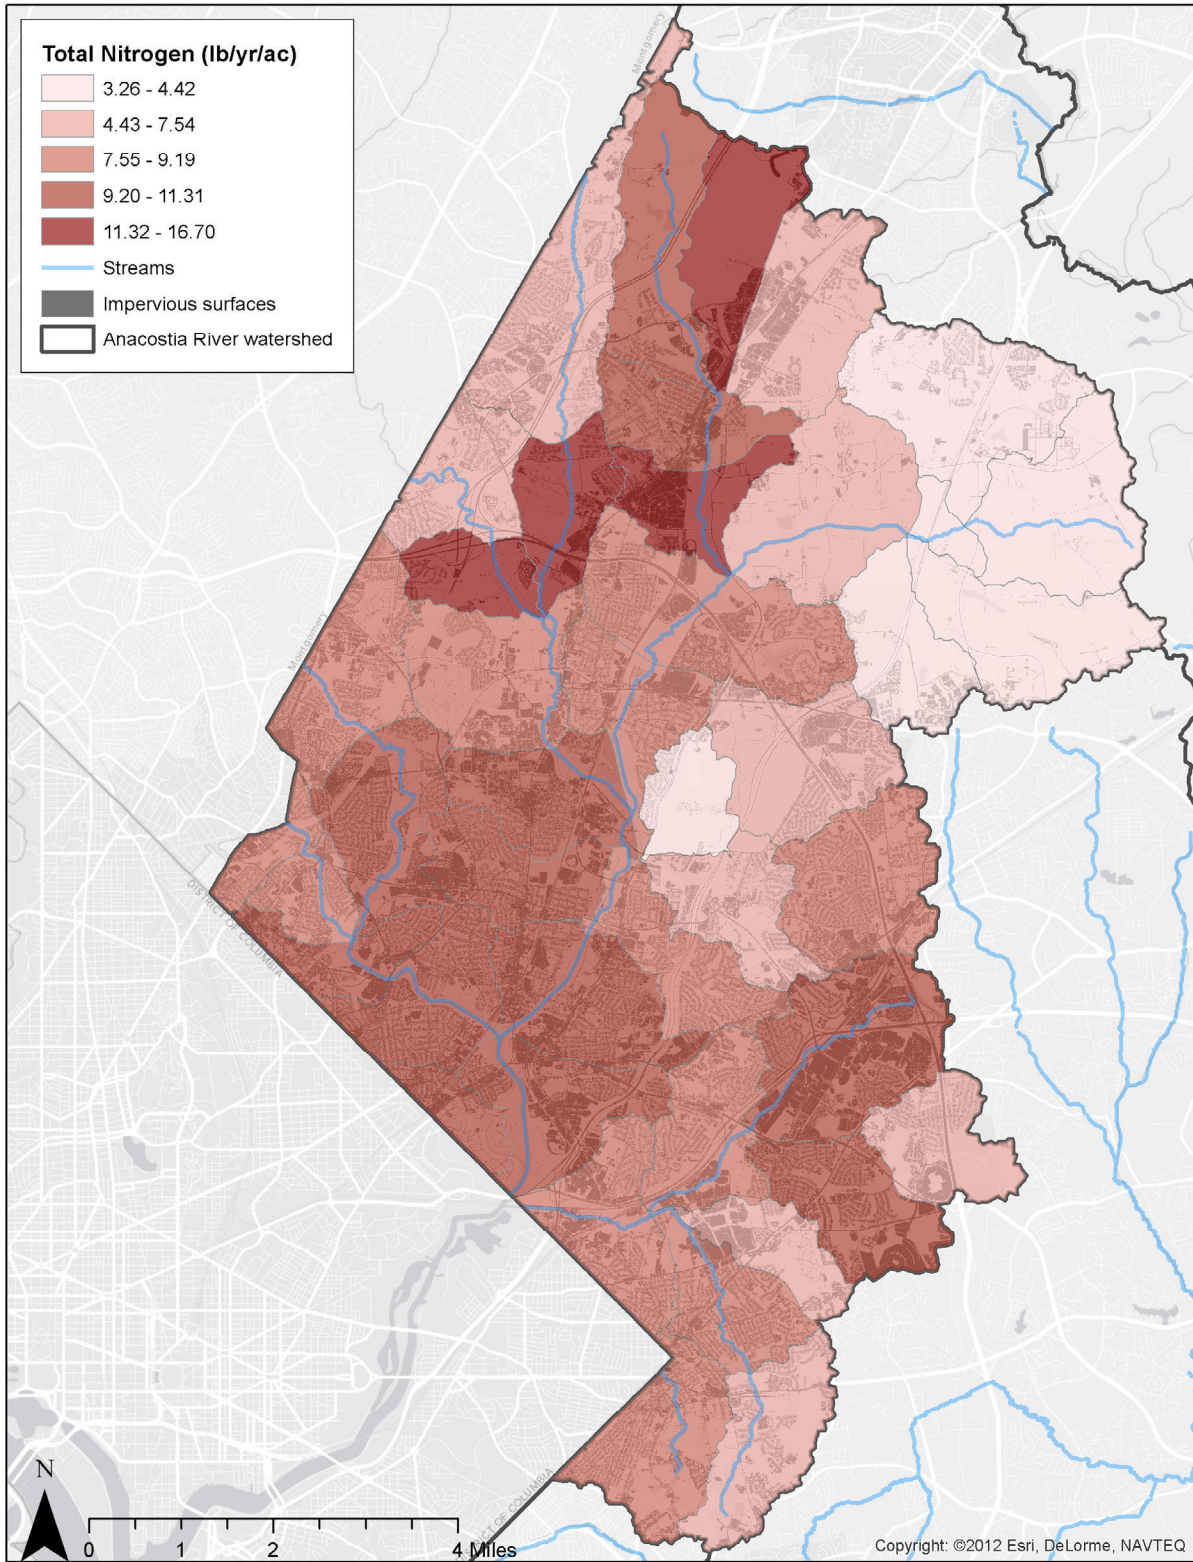 Total Nitrogen (lb/yr/ac)
3.26 - 4.42
4.43 - 7.54
7.55 - 9.19
9.20 - 11.31
11.32 - 16.70
Streams
Impervious surfaces
Anacostia River watershed
Montgomery
Montgomery
DISTRICT OF COLUMBIA
DISTRICT OF COLUMBIA
N
0 1 2 4 Miles
Copyright: ©2012 Esri, DeLorme, NAVTEQ